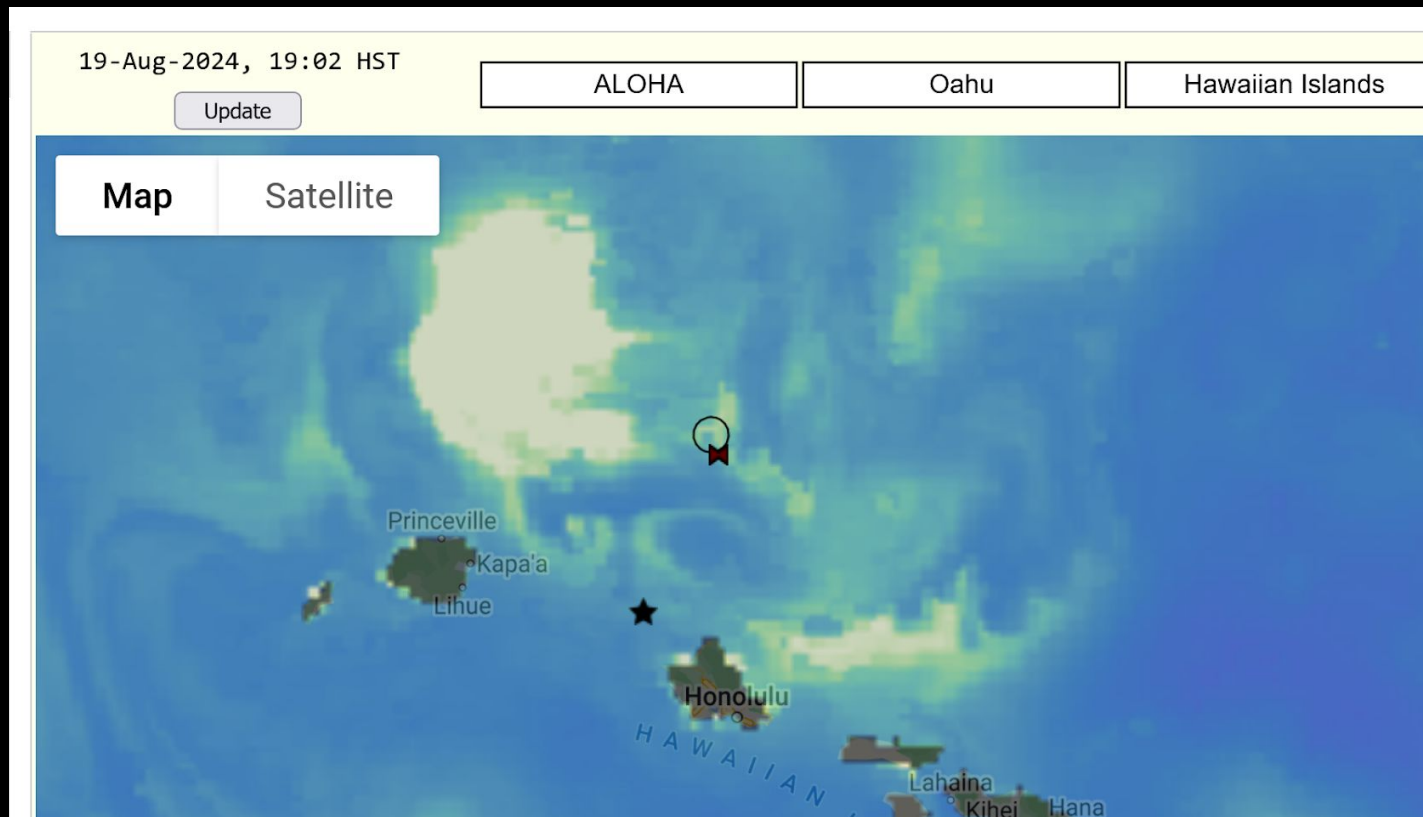 19-Aug-2024, 19:02 HST
Update
ALOHA
Oahu
Hawaiian Islands
Map
Satellite
Princeville
Kapa'a
Lihue
Honolulu
HAWAIIAN
Lahaina
Kihei
Hana